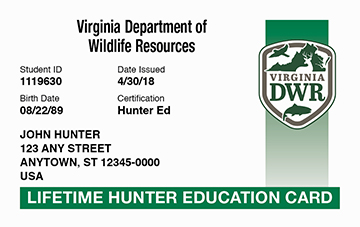 Virginia Department of
Wildlife Resources
Student ID Date Issued
1119630 4/30/18
Birth Date Certification
08/22/89 Hunter Ed
VIRGINIA
DWR
JOHN HUNTER
123 ANY STREET
ANYTOWN, ST 12345-0000
USA
LIFETIME HUNTER EDUCATION CARD